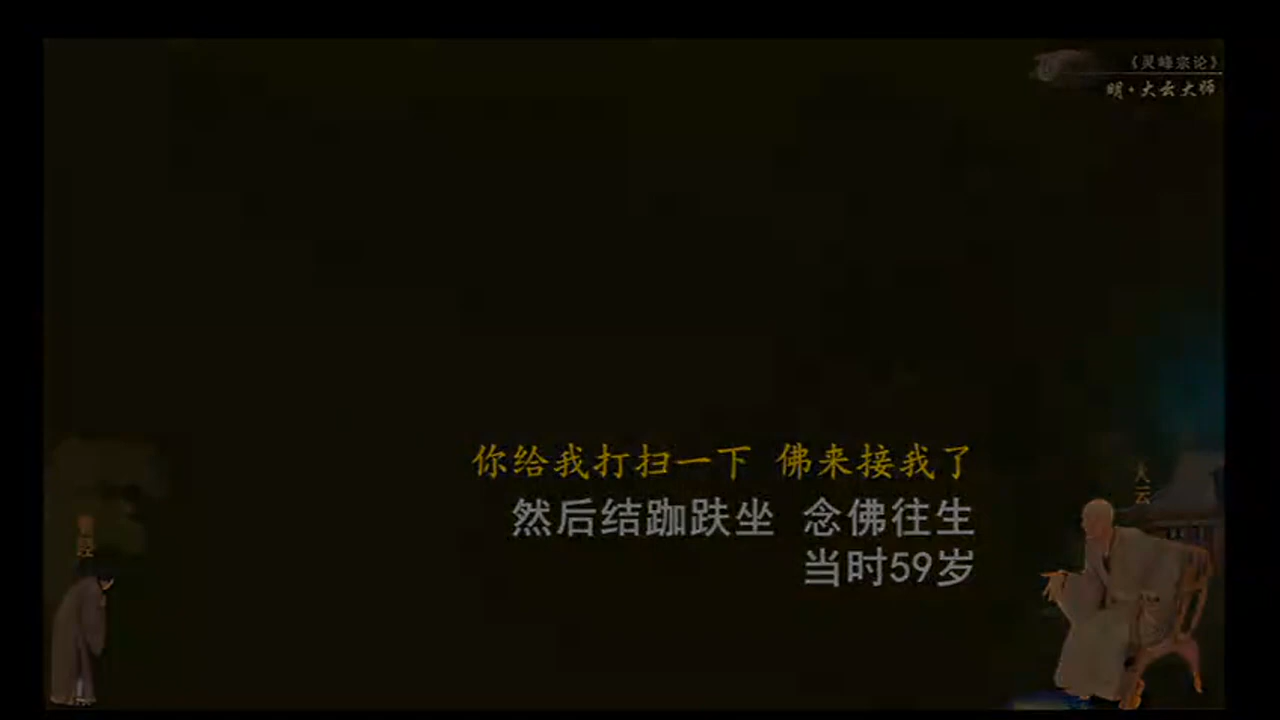 《灵峰宗论》
明·大云大师
你给我打扫一下 佛来接我了
然后结跏趺坐 念佛往生
当时59岁
大云